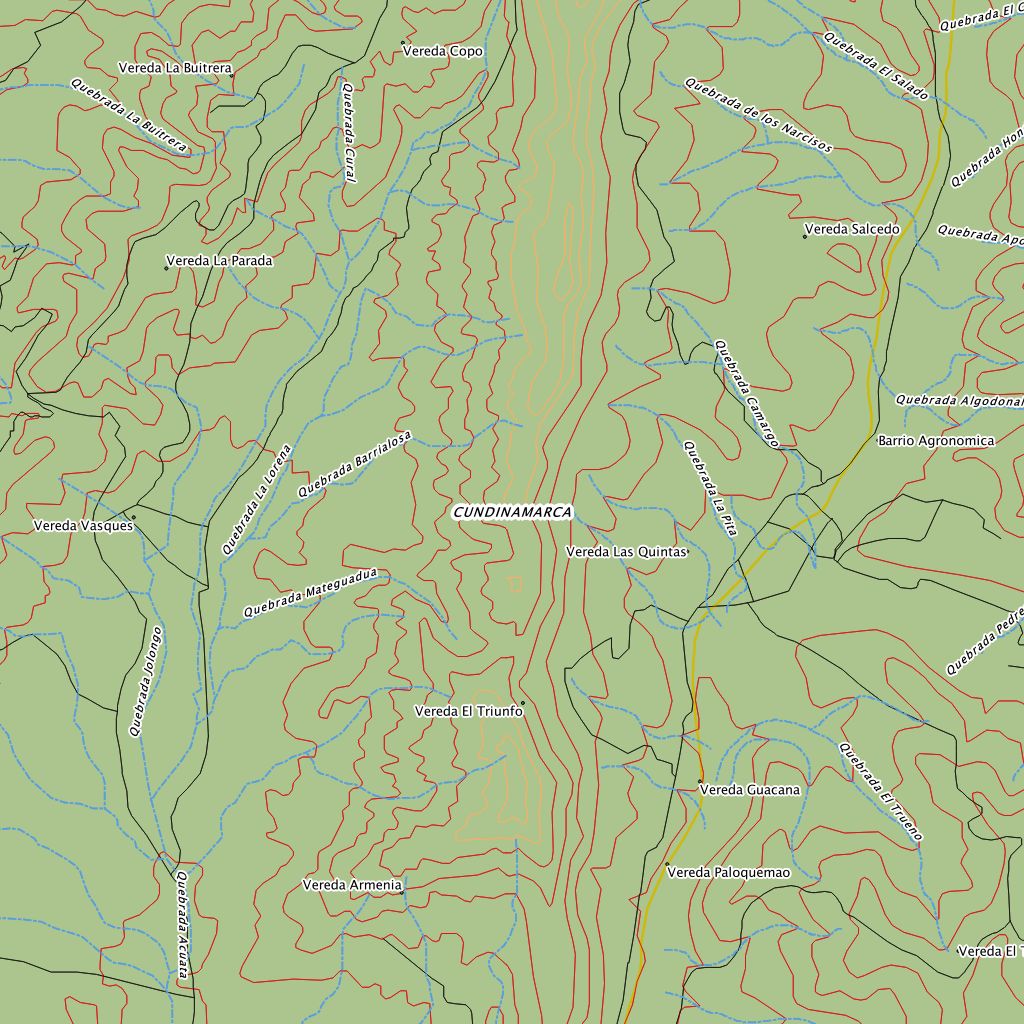 Quebrada El
Vereda Copo
Quebrada El Salado
Vereda La Buitrera
Quebrada La Buitrera
Quebrada Cural
Quebrada de los Narcisos
Quebrada
Vereda Salcedo
Quebrada
Vereda La Parada
Quebrada Camargo
Quebrada Algodonal
Barrio Agronomica
Quebrada Barrialosa
Quebrada La Lorena
Quebrada La Pita
CUNDINAMARCA
Vereda Vasques
Vereda Las Quintas
Quebrada Mateguadua
Quebrada
Quebrada Jolongo
Vereda El Triunfo
Quebrada El Trueno
Vereda Guacana
Vereda Paloquemao
Vereda Armenia
Quebrada Acuata
Vereda El